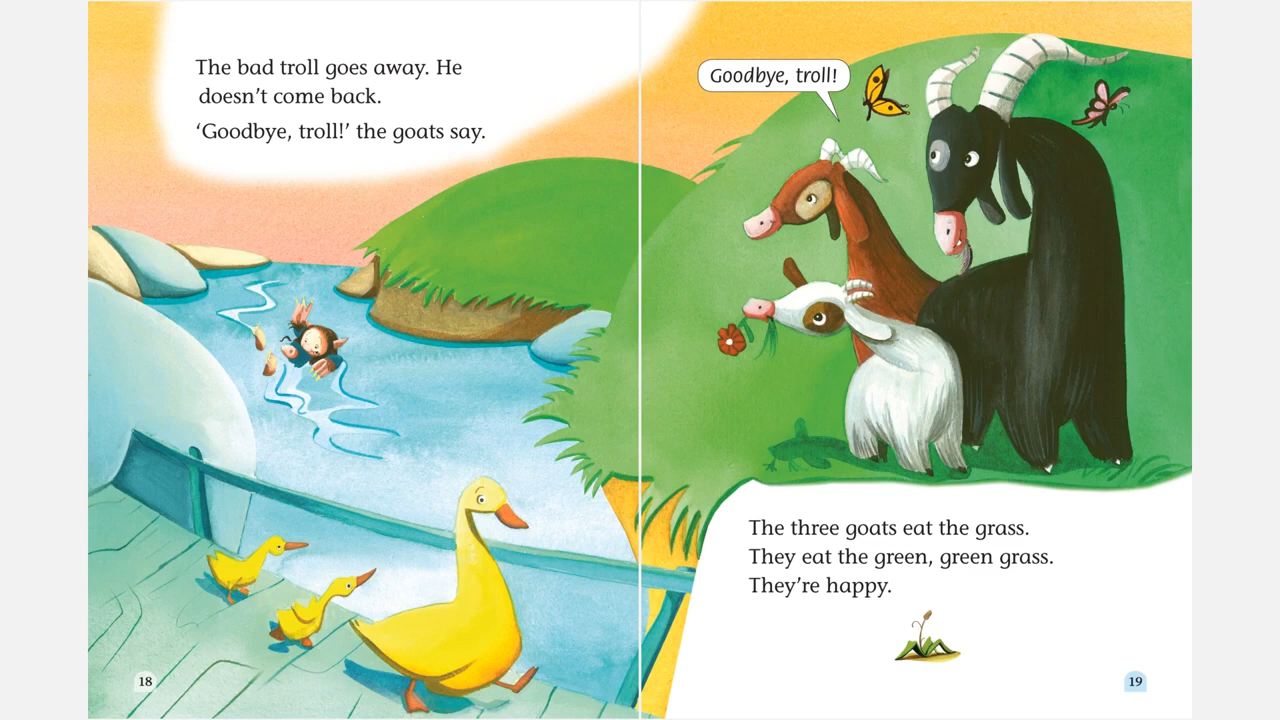 The bad troll goes away. He
doesn’t come back.
‘Goodbye, troll!’ the goats say.
18
Goodbye, troll!
The three goats eat the grass.
They eat the green, green grass.
They’re happy.
19